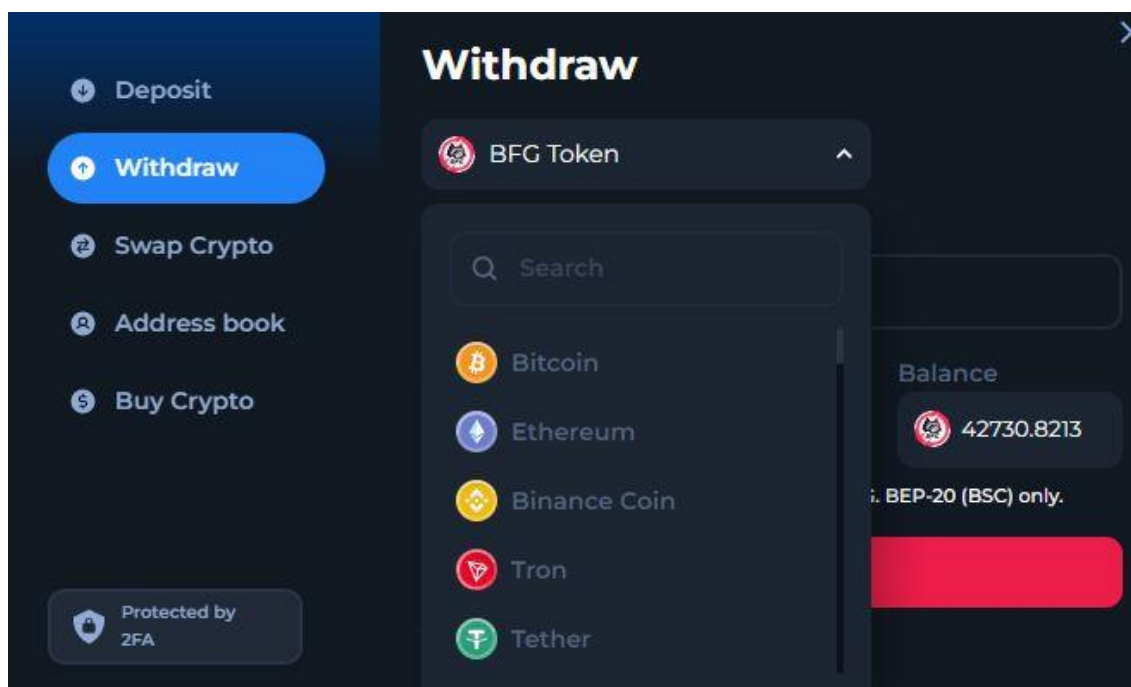 Deposit
Withdraw
Swap Crypto
Address book
Buy Crypto
Protected by
2FA
Withdraw
BFG Token
Search
Bitcoin
Ethereum
Binance Coin
Tron
Tether
Balance
42730.8213
BEP-20 (BSC) only.